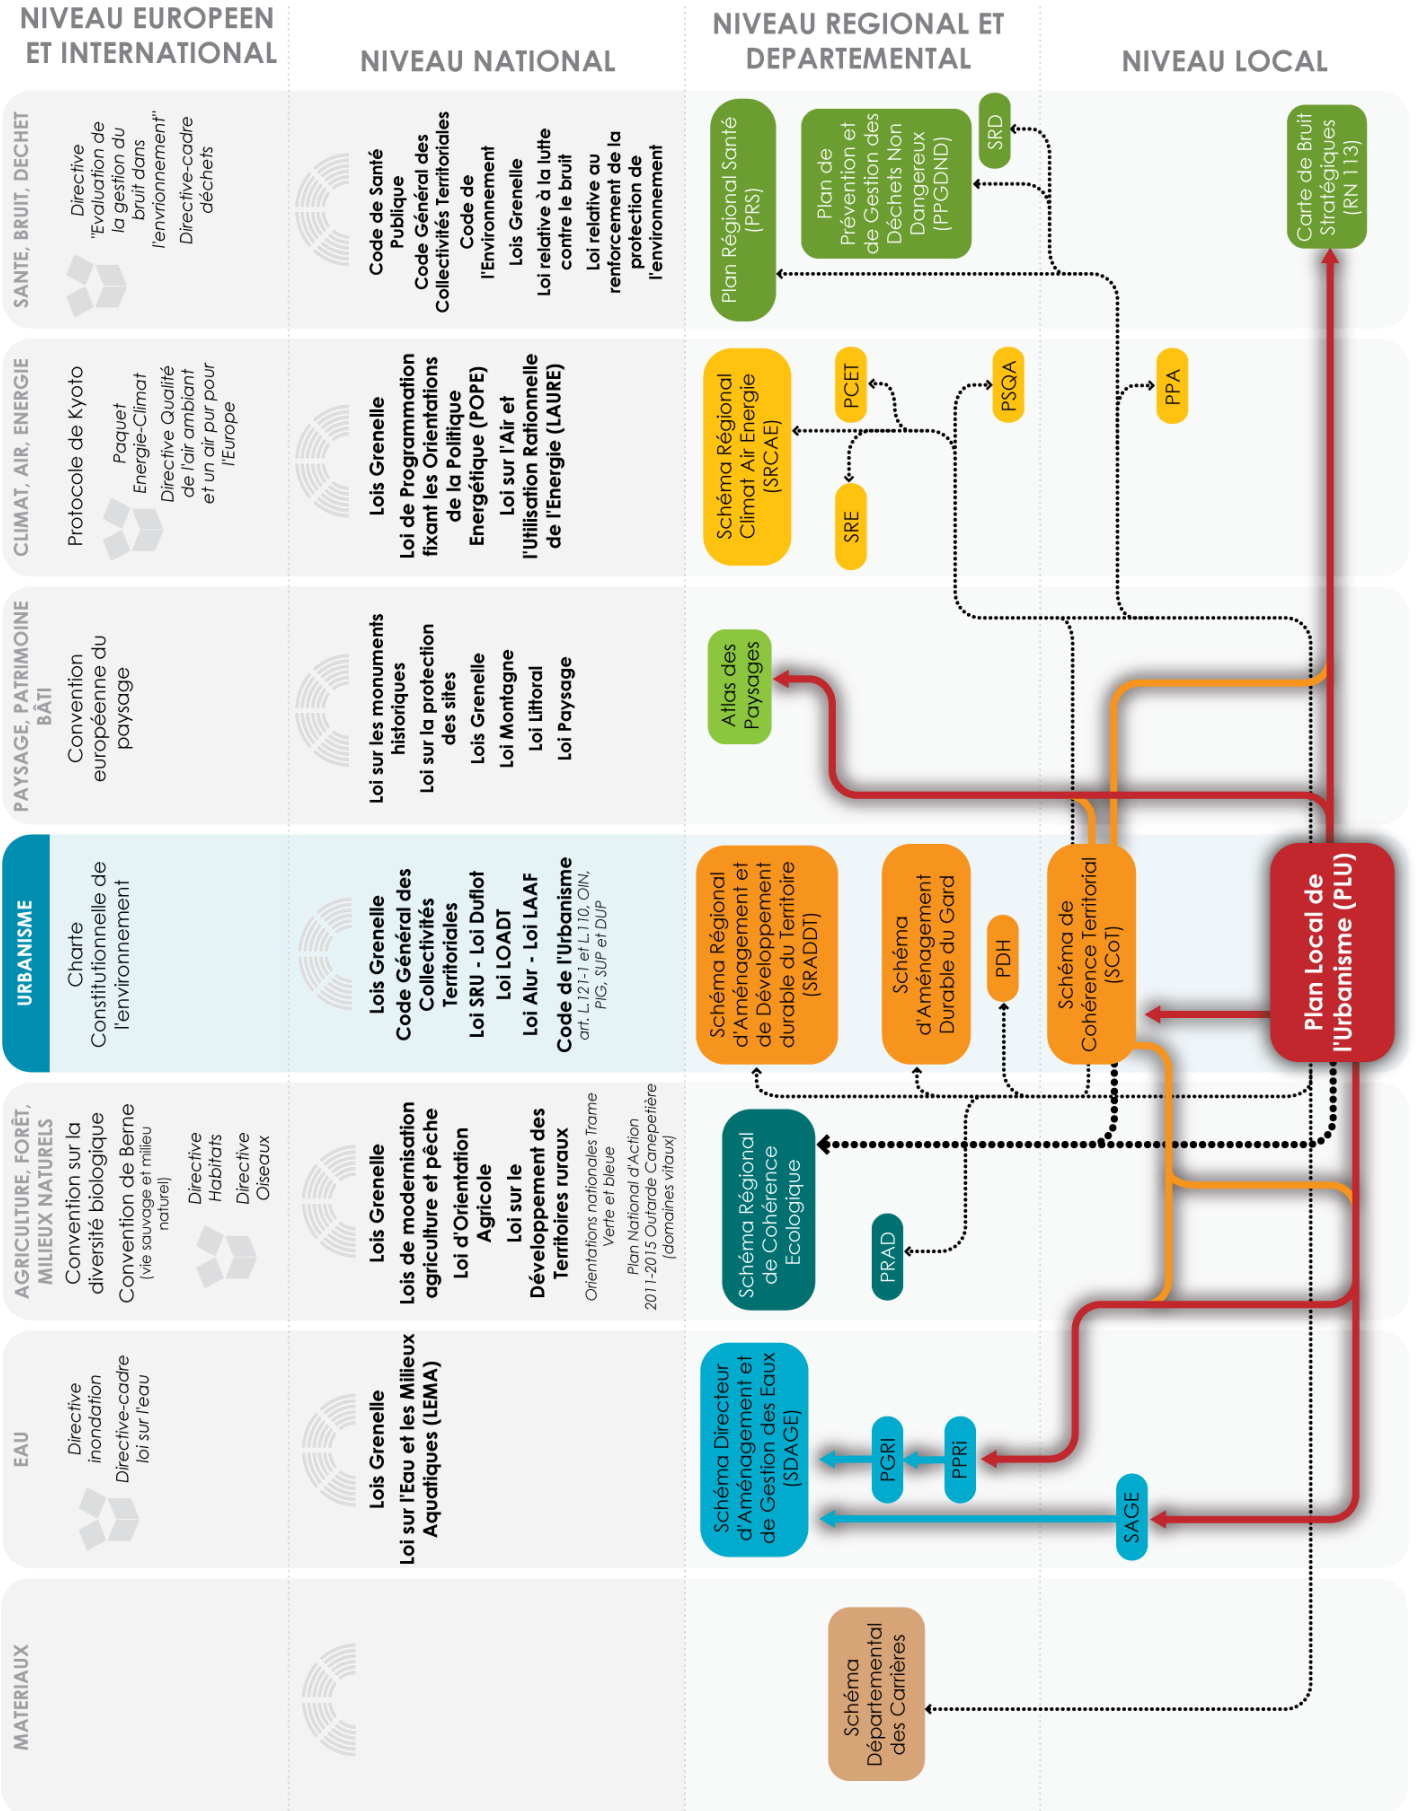 NIVEAU EUROPEEN
ET INTERNATIONAL
NIVEAU NATIONAL
NIVEAU REGIONAL ET
DEPARTEMENTAL
NIVEAU LOCAL
MATERIAUX
Schéma
Départemental
des Carrières
EAU
Directive
inondation
Directive-cadre
loi sur l'eau
Lois Grenelle
Loi sur l'Eau et les Milieux
Aquatiques (LEMA)
Schéma Directeur
d'Aménagement et
de Gestion des Eaux
(SDAGE)
PGRI
PPRi
SAGE
AGRICULTURE, FORÊT,
MILIEUX NATURELS
Convention sur la
diversité biologique
Convention de Berne
(vie sauvage et milieu
naturel)
Directive
Habitats
Directive
Oiseaux
Lois Grenelle
Lois de modernisation
agriculture et pêche
Loi d'Orientation
Agricole
Loi sur le
Développement des
Territoires ruraux
Orientations nationales Trame
Verte et bleue
Plan National d'Action
2011-2015 Outarde Canepetière
(domaines vitaux)
Schéma Régional
de Cohérence
Ecologique
PRAD
URBANISME
Charte
Constitutionnelle de
l'environnement
Lois Grenelle
Code Général des
Collectivités
Territoriales
Loi SRU - Loi Duflot
Loi LOADT
Loi Alur - Loi LAAF
Code de l'Urbanisme
art. L.121-1 et L.110, OIN,
PIG, SUP et DUP
Schéma Régional
d'Aménagement et
de Développement
durable du Territoire
(SRADDT)
Schéma
d'Aménagement
Durable du Gard
PDH
Schéma de
Cohérence Territorial
(SCoT)
Plan Local de
l'Urbanisme (PLU)
PAYSAGE, PATRIMOINE
BÂTI
Convention
européenne du
paysage
Loi sur les monuments
historiques
Loi sur la protection
des sites
Lois Grenelle
Loi Montagne
Loi Littoral
Loi Paysage
Atlas des
Paysages
CLIMAT, AIR, ENERGIE
Protocole de Kyoto
Paquet
Energie-Climat
Directive Qualité
de l'air ambiant
et un air pur pour
l'Europe
Lois Grenelle
Loi de Programmation
fixant les Orientations
de la Politique
Energétique (POPE)
Loi sur l'Air et
l'Utilisation Rationnelle
de l'Energie (LAURE)
Schéma Régional
Climat Air Energie
(SRCAE)
SRE
PCET
PSQA
PPA
SANTE, BRUIT, DECHET
Directive
"Evaluation de
la gestion du
bruit dans
l'envrionnement"
Directive-cadre
déchets
Code de Santé
Publique
Code Général des
Collectivités Territoriales
Code de
l'Environnement
Lois Grenelle
Loi relative à la lutte
contre le bruit
Loi relative au
renforcement de la
protection de
l'environnement
Plan Régional Santé
(PRS)
Plan de
Prévention et
de Gestion des
Déchets Non
Dangereux
(PPGDND)
SRD
Carte de Bruit
Stratégiques
(RN 113)